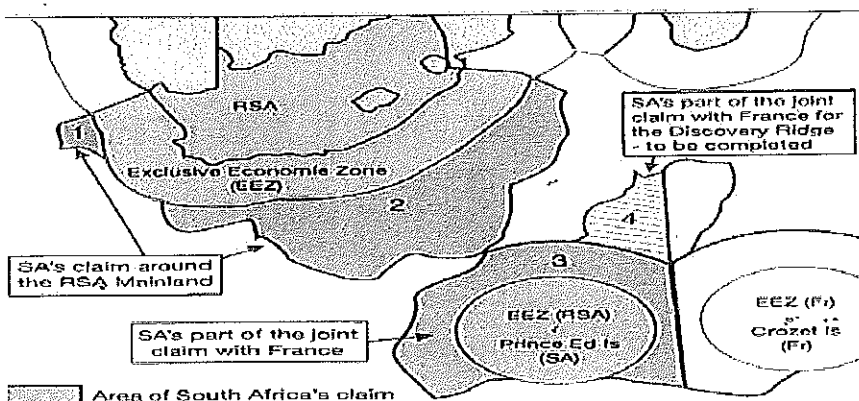 RSA
SA's part of the joint
claim with France for
the Discovery Ridge
- to be completed
1
Exclusive Economic Zone
(EEZ)
2
4
SA's claim around
the RSA Mainland
3
EEZ (RSA)
Prince Ed Is
(SA)
EEZ (Fr)
Crozet Is
(Fr)
SA's part of the joint
claim with France
Area of South Africa's claim